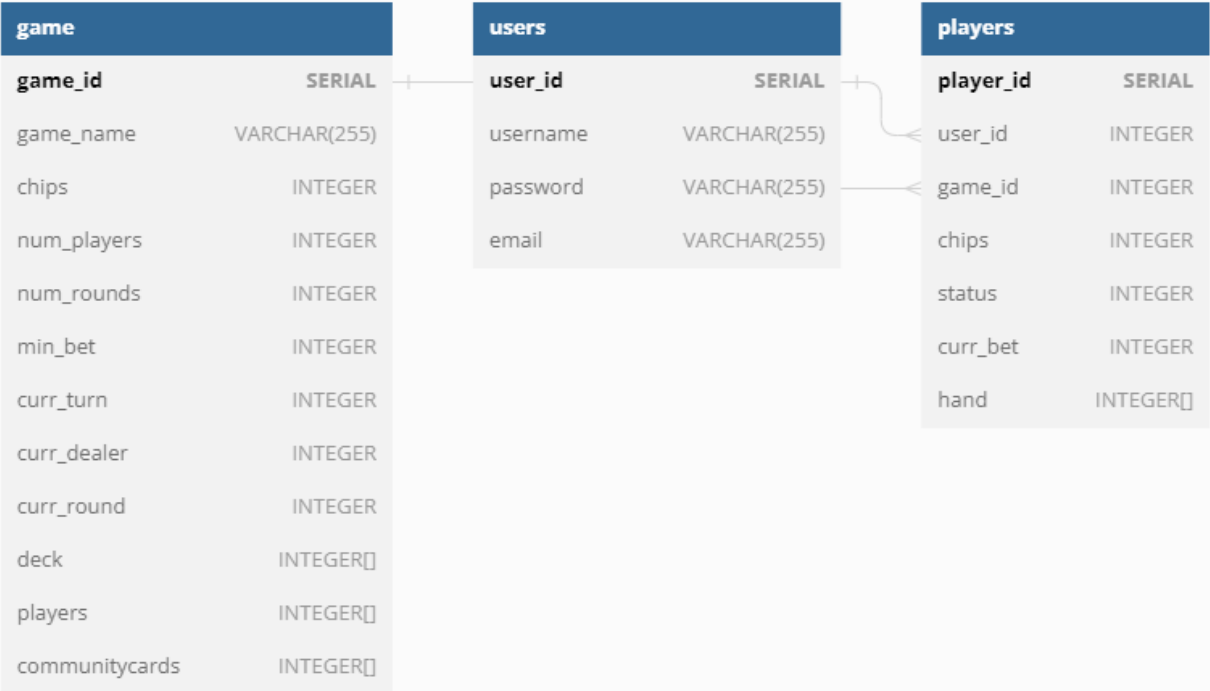 game
game_id SERIAL
game_name VARCHAR(255)
chips INTEGER
num_players INTEGER
num_rounds INTEGER
min_bet INTEGER
curr_turn INTEGER
curr_dealer INTEGER
curr_round INTEGER
deck INTEGER[]
players INTEGER[]
communitycards INTEGER[]
users
user_id SERIAL
username VARCHAR(255)
password VARCHAR(255)
email VARCHAR(255)
players
player_id SERIAL
user_id INTEGER
game_id INTEGER
chips INTEGER
status INTEGER
curr_bet INTEGER
hand INTEGER[]